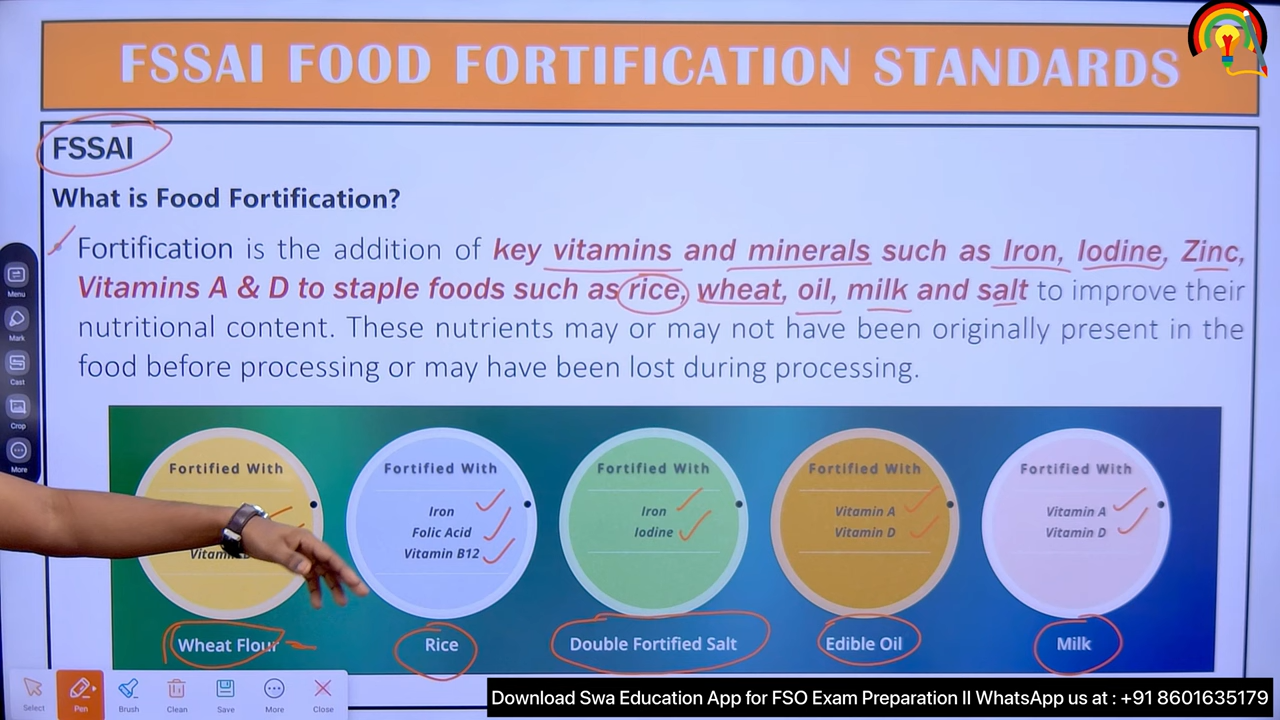 FSSAI FOOD FORTIFICATION STANDARDS
FSSAI
What is Food Fortification?
Fortification is the addition of key vitamins and minerals such as Iron, Iodine, Zinc,
Vitamins A & D to staple foods such as rice, wheat, oil, milk and salt to improve their
nutritional content. These nutrients may or may not have been originally present in the
food before processing or may have been lost during processing.
Menu
Mark
Cast
Crop
More
Fortified With
Fortified With
Iron
Folic Acid
Vitamin B12
Fortified With
Iron
Iodine
Fortified With
Vitamin A
Vitamin D
Fortified With
Vitamin A
Vitamin D
Wheat Flour
Rice
Double Fortified Salt
Edible Oil
Milk
Select
Pen
Brush
Clean
Save
More
Close
Download Swa Education App for FSO Exam Preparation II WhatsApp us at : +91 8601635179